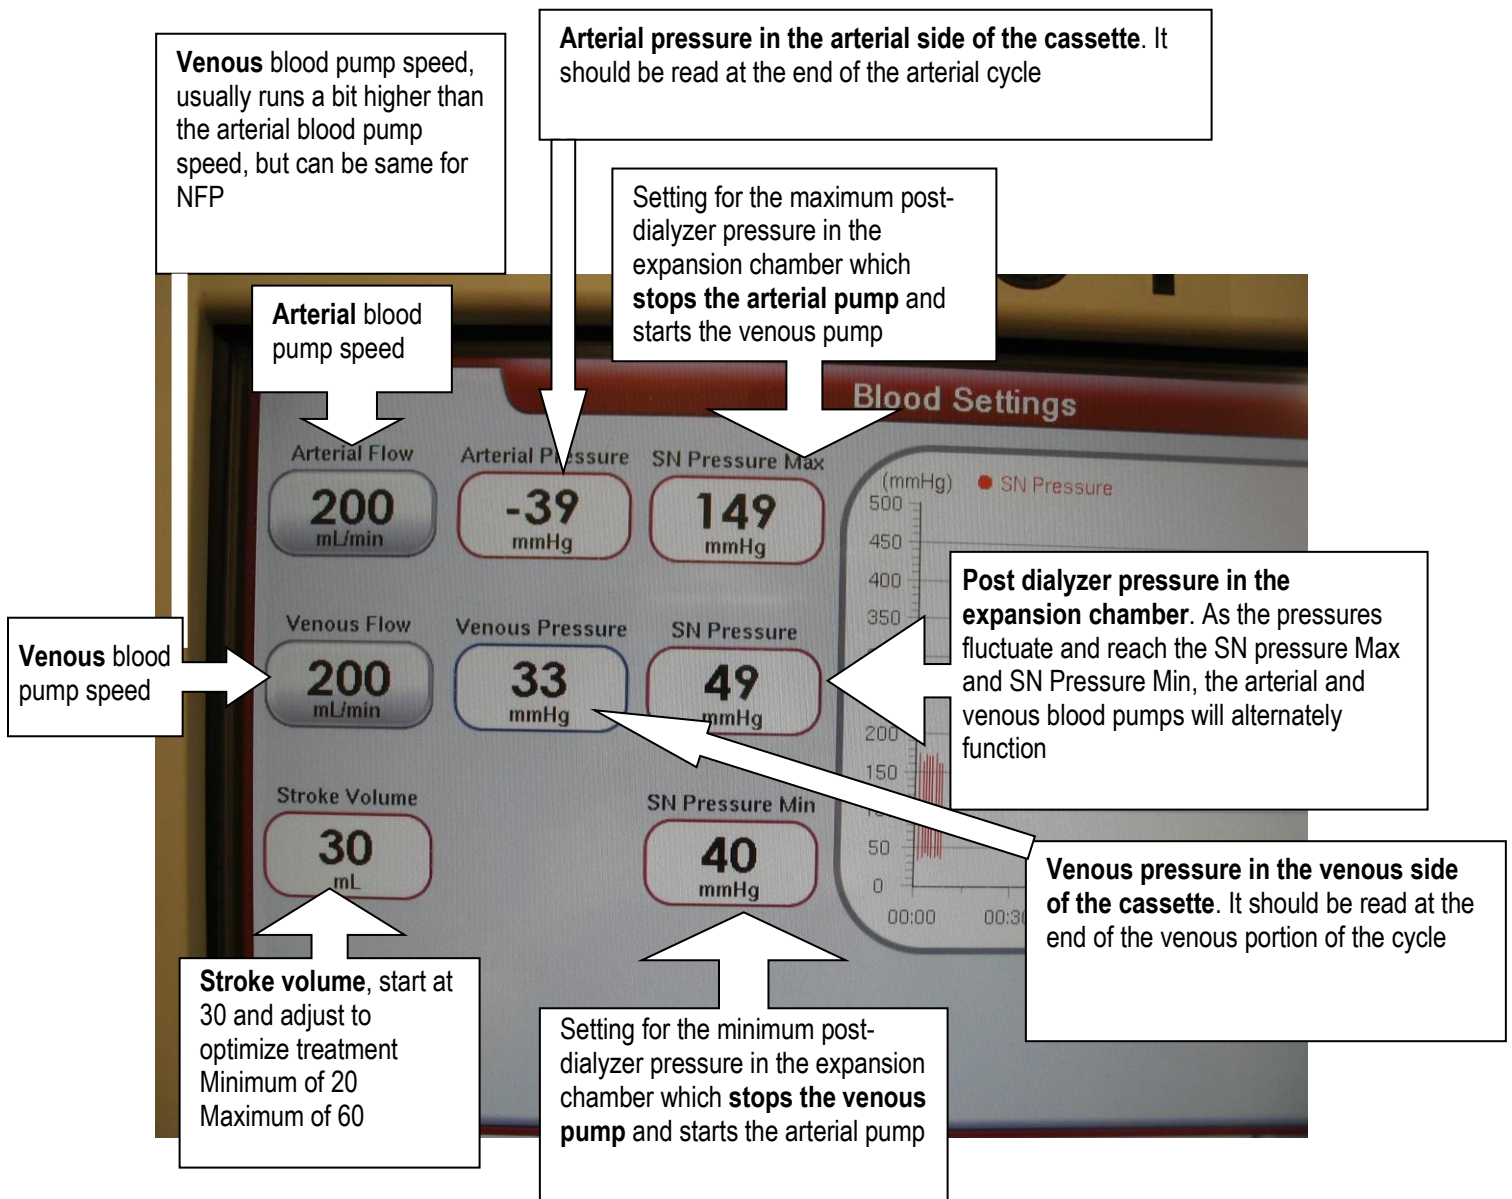 Venous blood pump speed,
usually runs a bit higher than
the arterial blood pump
speed, but can be same for
NFP
Arterial pressure in the arterial side of the cassette. It
should be read at the end of the arterial cycle
Setting for the maximum post-
dialyzer pressure in the
expansion chamber which
stops the arterial pump and
starts the venous pump
Arterial blood
pump speed
Blood Settings
Arterial Flow
200
mL/min
Arterial Pressure
-39
mmHg
SN Pressure Max
149
mmHg
(mmHg)
SN Pressure
500
450
400
350
200
150
50
0
00:00
Venous blood
pump speed
Venous Flow
200
mL/min
Venous Pressure
33
mmHg
SN Pressure
49
mmHg
Post dialyzer pressure in the
expansion chamber. As the pressures
fluctuate and reach the SN pressure Max
and SN Pressure Min, the arterial and
venous blood pumps will alternately
function
Stroke Volume
30
mL
SN Pressure Min
40
mmHg
Venous pressure in the venous side
of the cassette. It should be read at the
end of the venous portion of the cycle
Stroke volume, start at
30 and adjust to
optimize treatment
Minimum of 20
Maximum of 60
Setting for the minimum post-
dialyzer pressure in the expansion
chamber which stops the venous
pump and starts the arterial pump